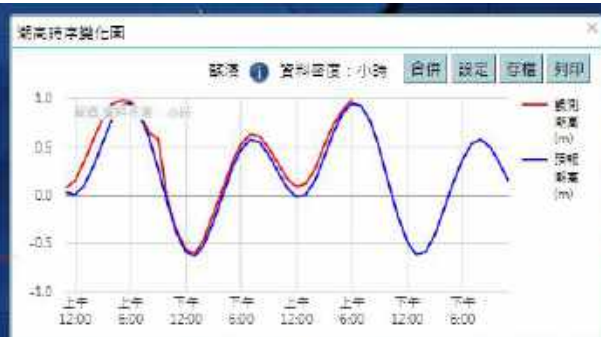 潮高時序變化圖
資料密度：小時 合併 設定 存檔 列印
1.0
0.5
0.0
-0.5
-1.0
觀測
潮高
(m)
預報
潮高
(m)
上午 上午 下午 下午 上午 上午 下午 下午
12:00 6:00 12:00 6:00 12:00 6:00 12:00 6:00